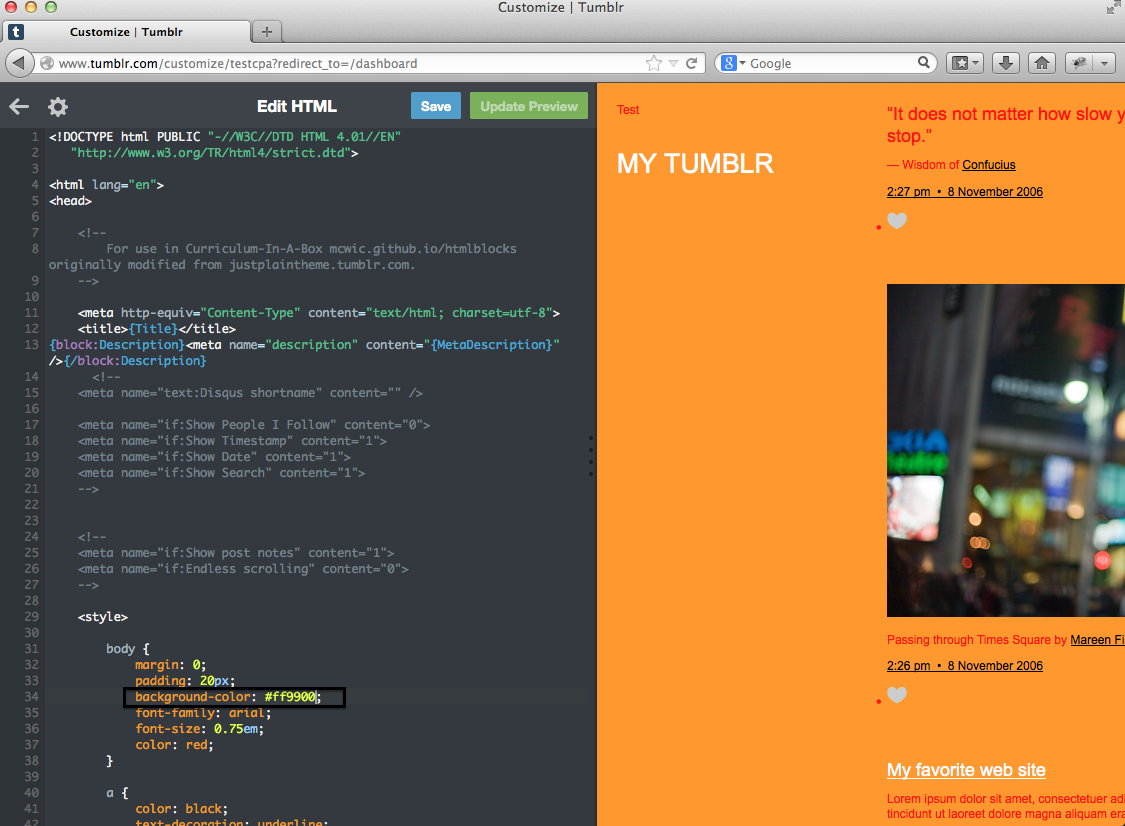 Customize | Tumblr
t Customize | Tumblr +
www.tumblr.com/customize/testcpa?redirect_to=/dashboard
8 Google
Edit HTML
Save
Update Preview
1 <!DOCTYPE html PUBLIC "-//W3C//DTD HTML 4.01//EN"
2 "http://www.w3.org/TR/html4/strict.dtd">
3
4 <html lang="en">
5 <head>
6
7 <!--
8 For use in Curriculum-In-A-Box mcwic.github.io/htmlblocks
originally modified from justplaintheme.tumblr.com.
9 -->
10
11 <meta http-equiv="Content-Type" content="text/html; charset=utf-8">
12 <title>{Title}</title>
13 {block:Description}<meta name="description" content="{MetaDescription}"
/>{/block:Description}
14 <!--
15 <meta name="text:Disqus shortname" content="" />
16
17 <meta name="if:Show People I Follow" content="0">
18 <meta name="if:Show Timestamp" content="1">
19 <meta name="if:Show Date" content="1">
20 <meta name="if:Show Search" content="1">
21 -->
22
23
24 <!--
25 <meta name="if:Show post notes" content="1">
26 <meta name="if:Endless scrolling" content="0">
27 -->
28
29 <style>
30
31 body {
32 margin: 0;
33 padding: 20px;
34 background-color: #ff9900;
35 font-family: arial;
36 font-size: 0.75em;
37 color: red;
38 }
39
40 a {
41 color: black;
42 text-decoration: underline;
Test
MY TUMBLR
“It does not matter how slow y
stop.”
— Wisdom of Confucius
2:27 pm • 8 November 2006
Passing through Times Square by Mareen Fi
2:26 pm • 8 November 2006
My favorite web site
Lorem ipsum dolor sit amet, consectetuer adi
tincidunt ut laoreet dolore magna aliquam era